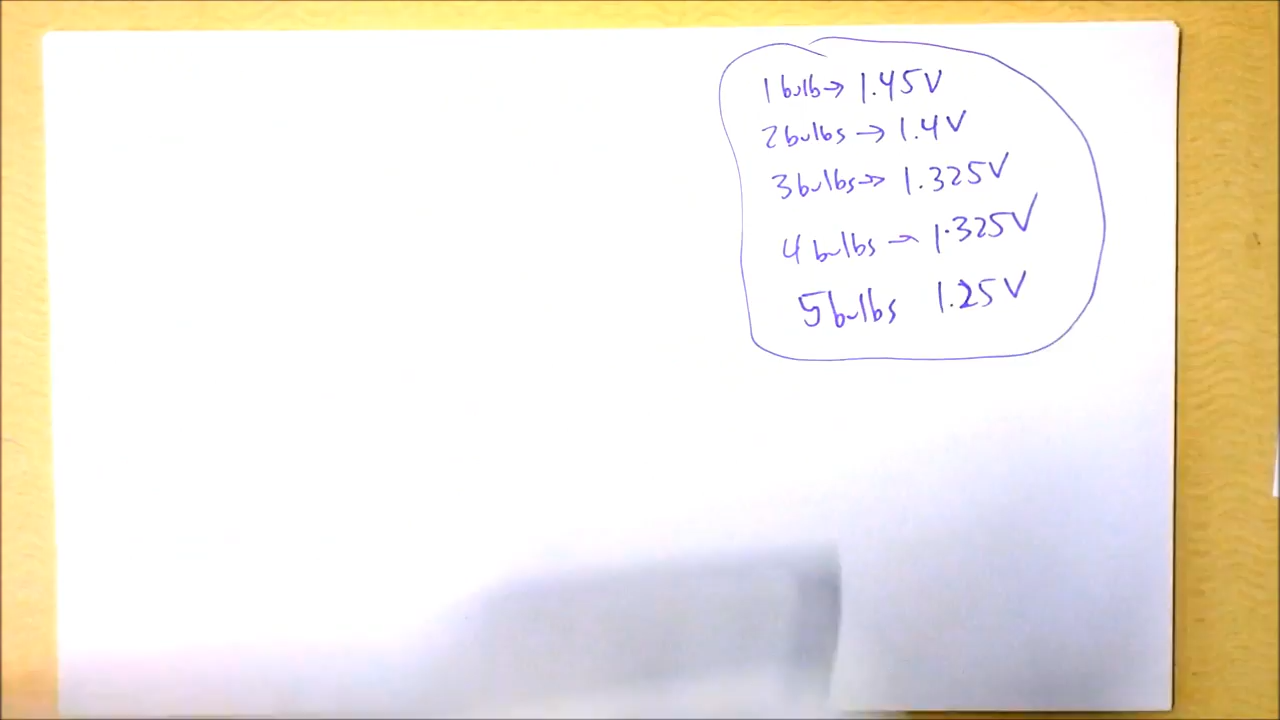 1 bulb → 1.45V
2 bulbs → 1.4V
3 bulbs → 1.325V
4 bulbs → 1.325V
5 bulbs 1.25V